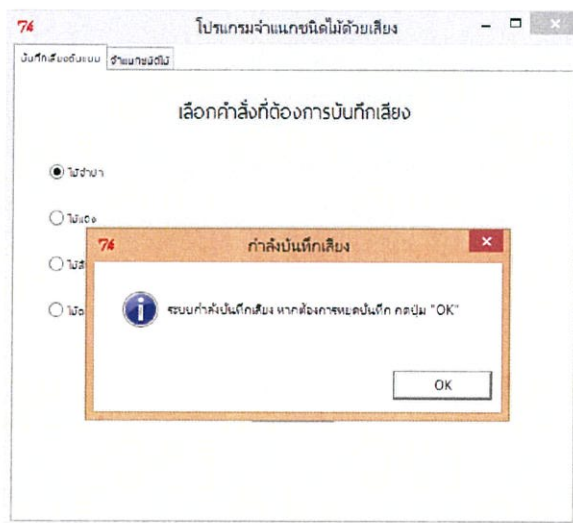 โปรแกรมจำแนกชนิดไม้ด้วยเสียง
บันทึกเสียงต้นแบบ
จำแนกชนิดไม้
เลือกคำสั่งที่ต้องการบันทึกเสียง
ไม้จำปา
ไม้แดง
กำลังบันทึกเสียง
ระบบกำลังบันทึกเสียง หากต้องการหยุดบันทึก กดปุ่ม "OK"
OK